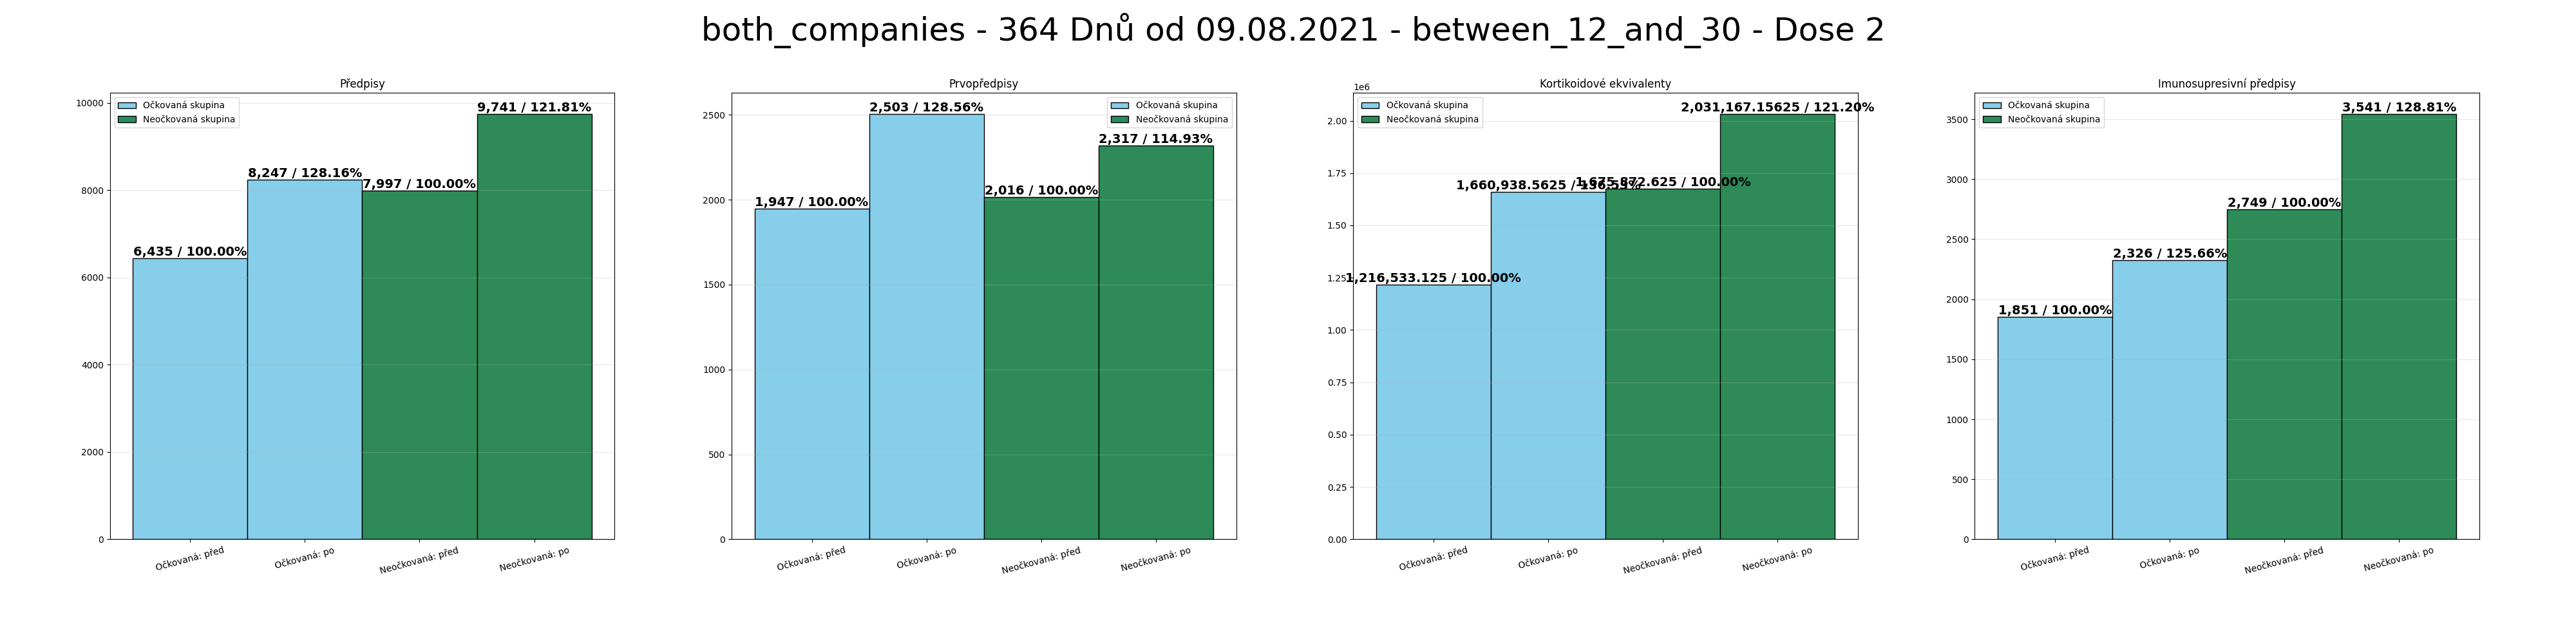 both_companies - 364 Dnů od 09.08.2021 - between_12_and_30 - Dose 2
Předpisy
10000
8000
6000
4000
2000
0
Očkovaná skupina
Neočkovaná skupina
6,435 / 100.00%
8,247 / 128.16%
7,997 / 100.00%
9,741 / 121.81%
Očkovaná: před
Očkovaná: po
Neočkovaná: před
Neočkovaná: po
Prvopředpisy
2500
2000
1500
1000
500
0
Očkovaná skupina
Neočkovaná skupina
1,947 / 100.00%
2,503 / 128.56%
2,016 / 100.00%
2,317 / 114.93%
Očkovaná: před
Očkovaná: po
Neočkovaná: před
Neočkovaná: po
Kortikoidové ekvivalenty
1e6
2.00
1.75
1.50
1.25
1.00
0.75
0.50
0.25
0.00
Očkovaná skupina
Neočkovaná skupina
1,216,533.125 / 100.00%
1,660,938.5625 /
/ 100.00%
2,031,167.15625 / 121.20%
Očkovaná: před
Očkovaná: po
Neočkovaná: před
Neočkovaná: po
Imunosupresivní předpisy
3500
3000
2500
2000
1500
1000
500
0
Očkovaná skupina
Neočkovaná skupina
1,851 / 100.00%
2,326 / 125.66%
2,749 / 100.00%
3,541 / 128.81%
Očkovaná: před
Očkovaná: po
Neočkovaná: před
Neočkovaná: po